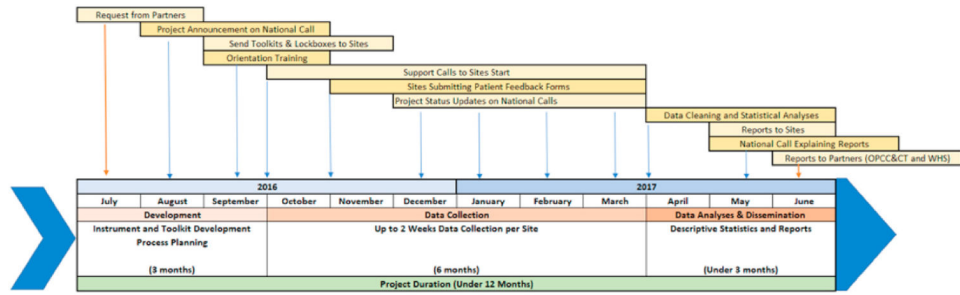 Request from Partners
Project Announcement on National Call
Send Toolkits & Lockboxes to Sites
Orientation Training
Support Calls to Sites Start
Sites Submitting Patient Feedback Forms
Project Status Updates on National Calls
Data Cleaning and Statistical Analyses
Reports to Sites
National Call Explaining Reports
Reports to Partners (OPCC&CT and WHS)
2016 2017
July August September October November December January February March April May June
Development Data Collection Data Analyses & Dissemination
Instrument and Toolkit Development Up to 2 Weeks Data Collection per Site Descriptive Statistics and Reports
Process Planning
(3 months) (6 months) (Under 3 months)
Project Duration (Under 12 Months)